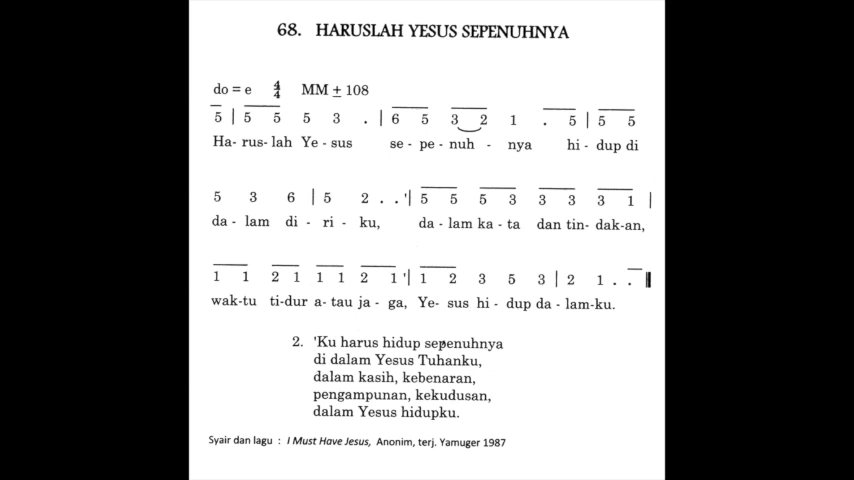 68. HARUSLAH YESUS SEPENUHNYA
do = e 4/4 MM ± 108
5 | 5 5 5 3 . | 6 5 3 2 1 . 5 | 5 5
Ha- rus- lah Ye - sus se - pe - nuh - nya hi - dup di
5 3 6 | 5 2 . . '| 5 5 5 3 3 3 3 1 |
da - lam di - ri - ku, da - lam ka - ta dan tin- dak-an,
1 1 2 1 1 1 2 1 '| 1 2 3 5 3 | 2 1 . .
wak-tu ti-dur a- tau ja - ga, Ye- sus hi - dup da - lam-ku.
2. 'Ku harus hidup sepenuhnya
di dalam Yesus Tuhanku,
dalam kasih, kebenaran,
pengampunan, kekudusan,
dalam Yesus hidupku.
Syair dan lagu : I Must Have Jesus, Anonim, terj. Yamuger 1987